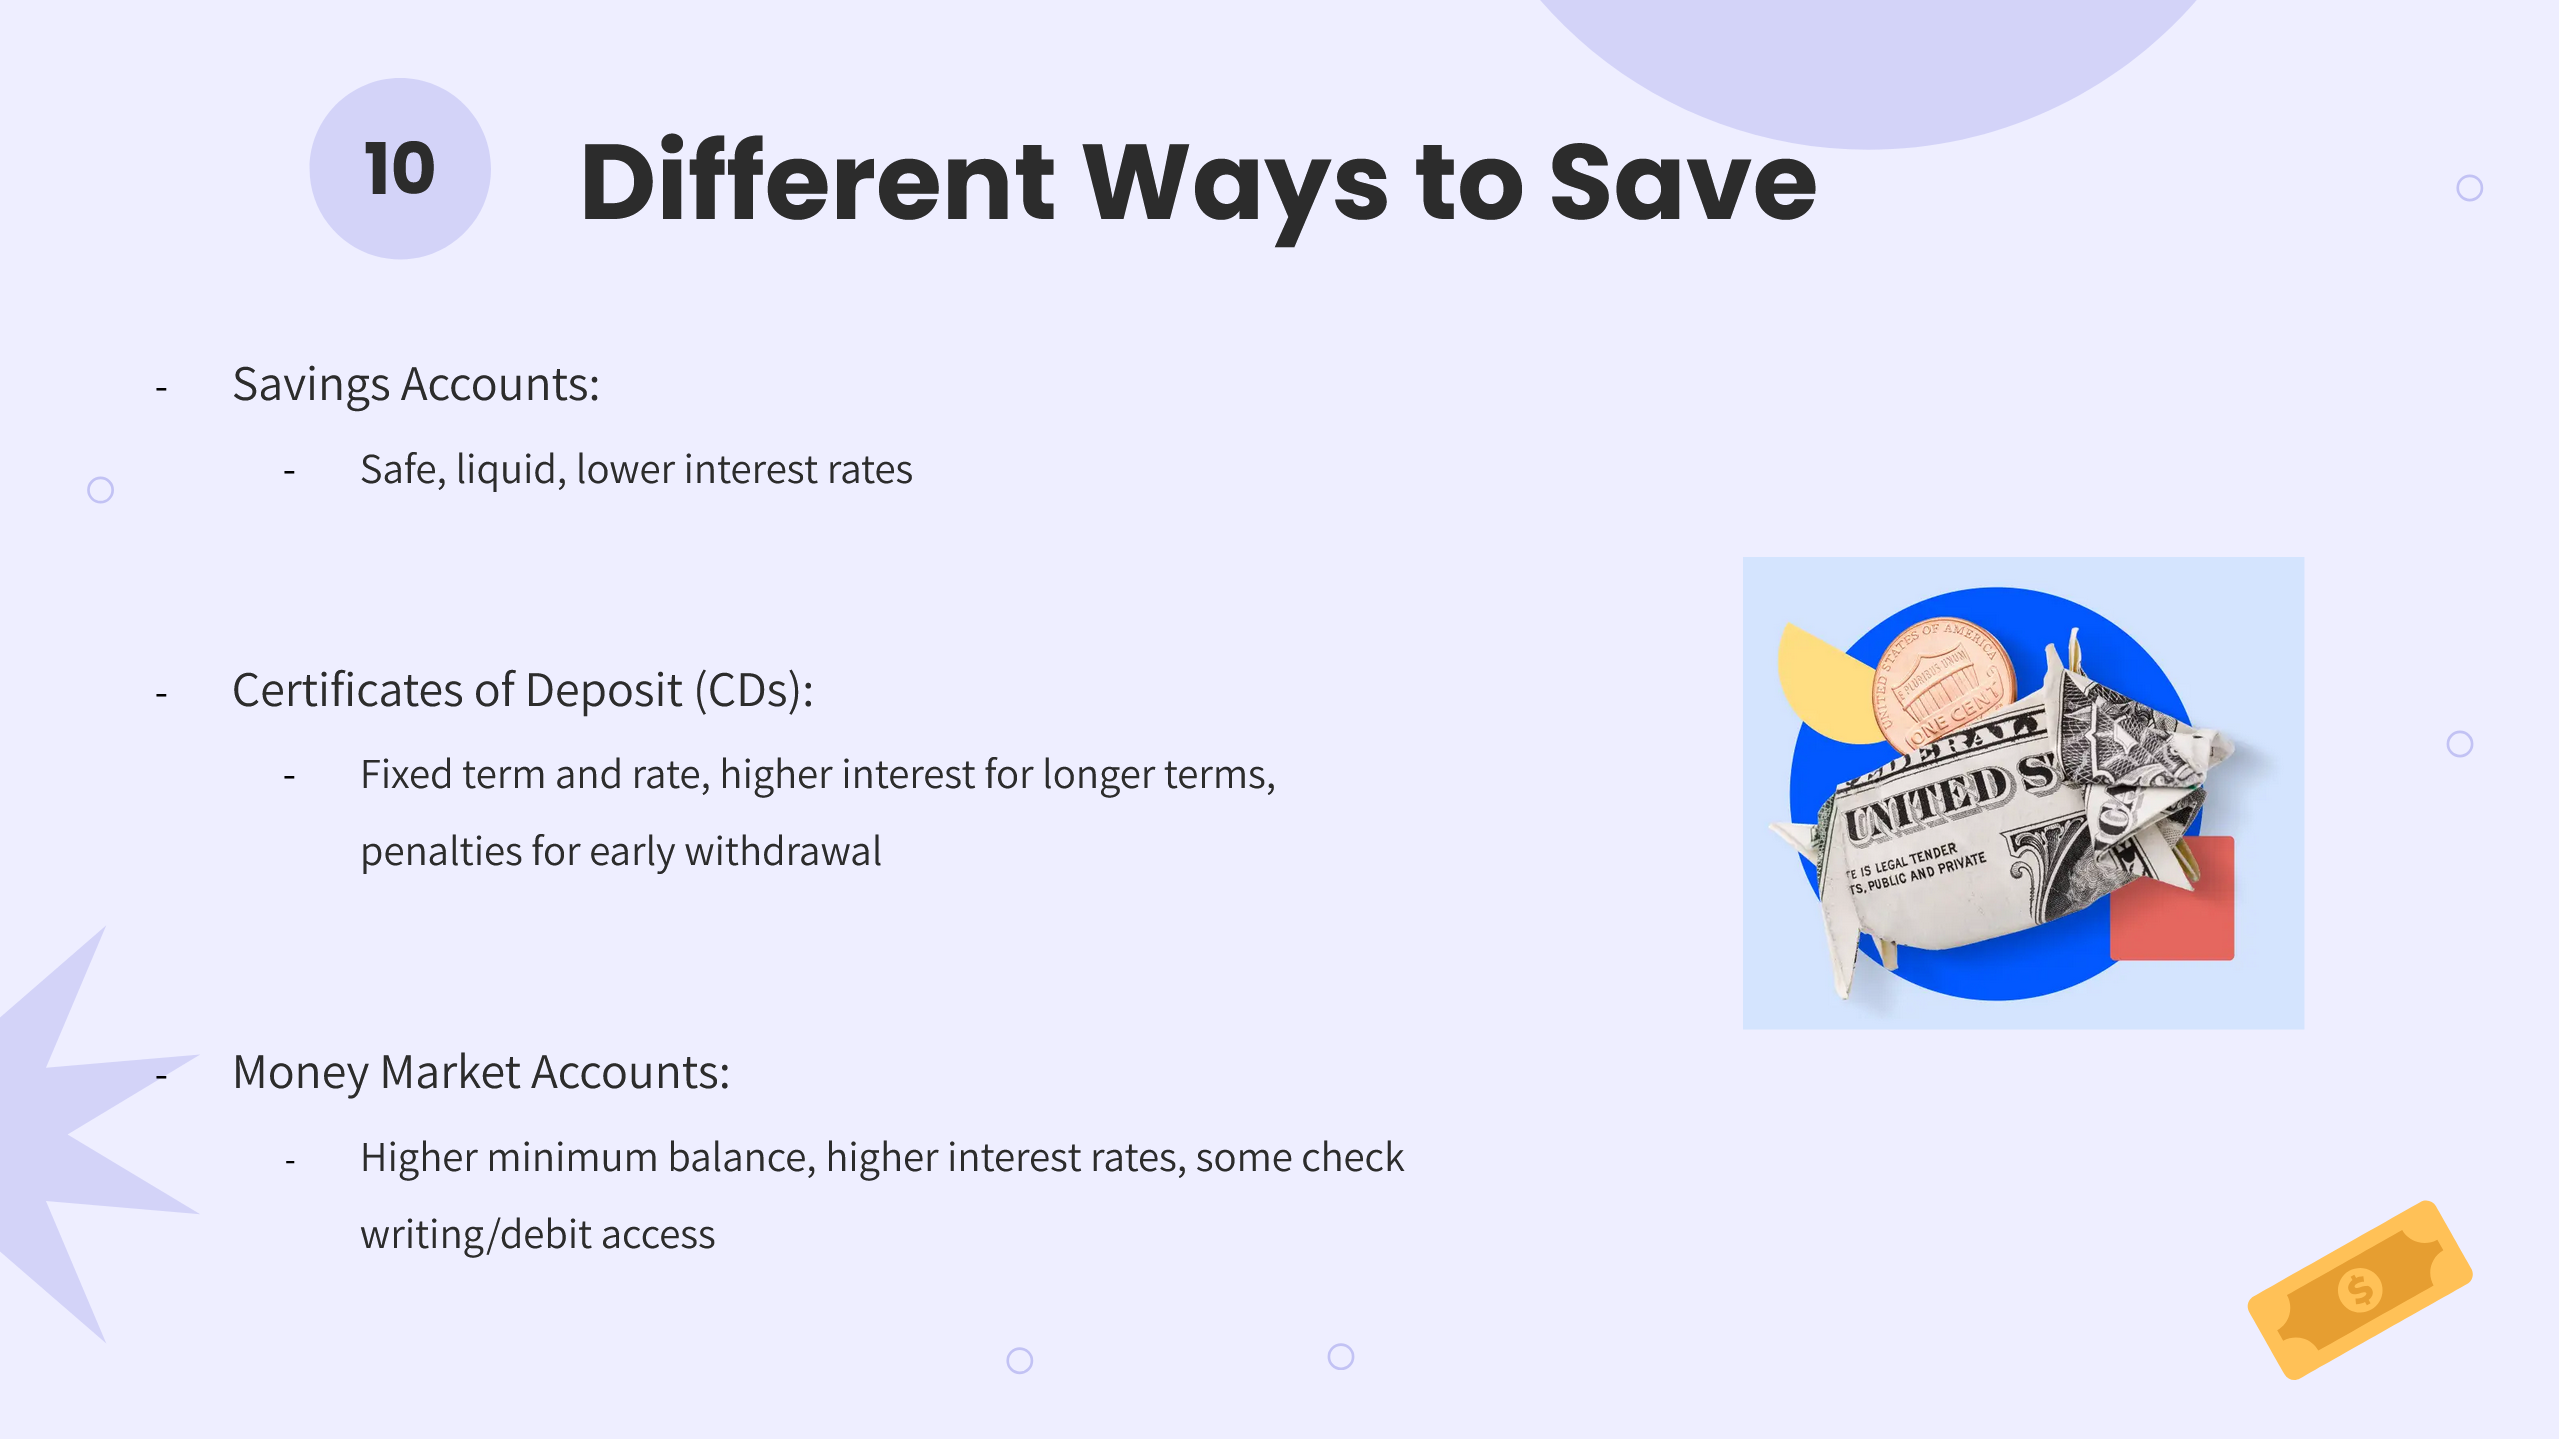 10
Different Ways to Save
- Savings Accounts:
- Safe, liquid, lower interest rates
- Certificates of Deposit (CDs):
- Fixed term and rate, higher interest for longer terms,
penalties for early withdrawal
- Money Market Accounts:
- Higher minimum balance, higher interest rates, some check
writing/debit access
UNITED STATES OF AMERICA
E PLURIBUS UNUM
ONE CENT
UNITED S
E IS LEGAL TENDER
TS, PUBLIC AND PRIVATE
$